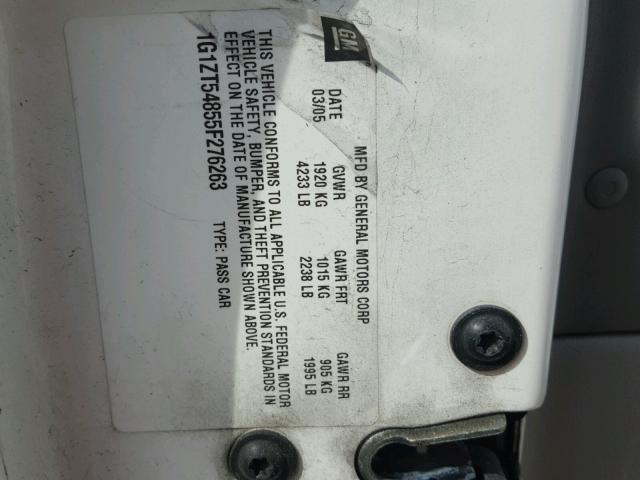 GM
MFD BY GENERAL MOTORS CORP
DATE GVWR GAWR FRT GAWR RR
03/05 1920 KG 1015 KG 905 KG
4233 LB 2238 LB 1995 LB
THIS VEHICLE CONFORMS TO ALL APPLICABLE U.S. FEDERAL MOTOR
VEHICLE SAFETY, BUMPER, AND THEFT PREVENTION STANDARDS IN
EFFECT ON THE DATE OF MANUFACTURE SHOWN ABOVE.
1G1ZT54855F276263 TYPE: PASS CAR